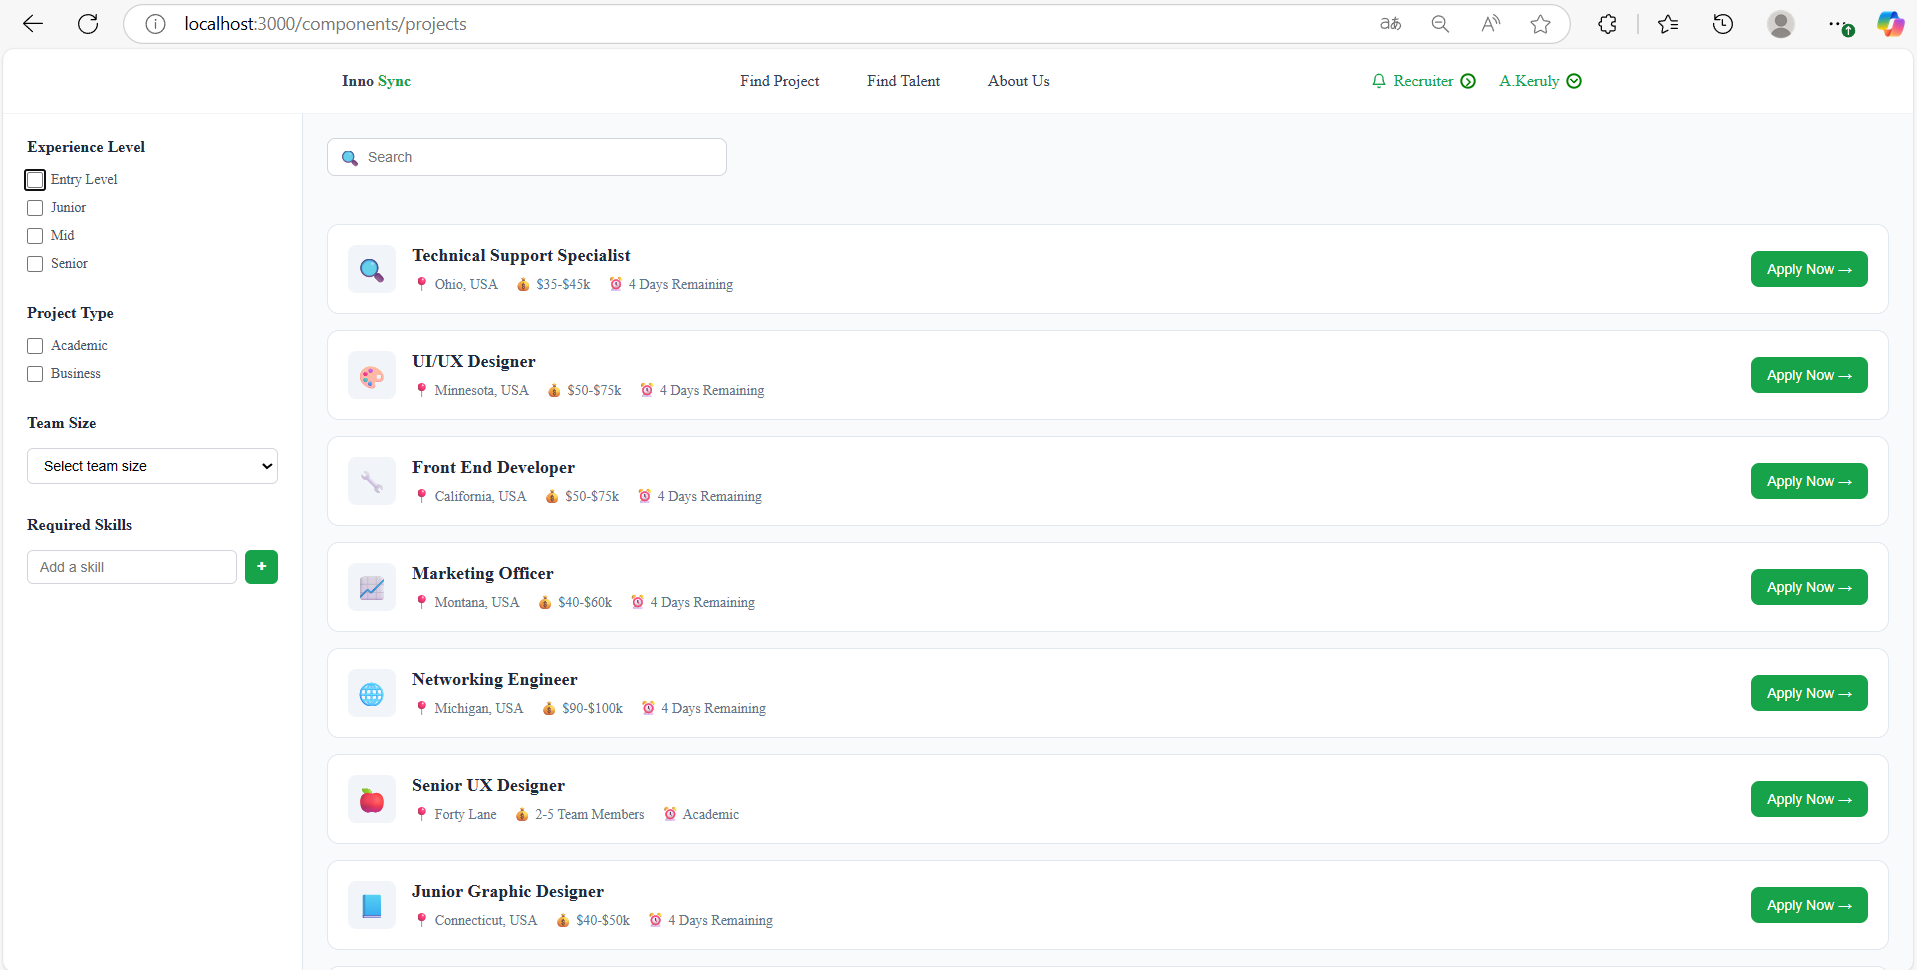 localhost:3000/components/projects
Inno Sync
Find Project
Find Talent
About Us
Recruiter
A.Keruly
Experience Level
Entry Level
Junior
Mid
Senior
Project Type
Academic
Business
Team Size
Select team size
Required Skills
Add a skill
+
Search
Technical Support Specialist
Ohio, USA $35-$45k 4 Days Remaining
Apply Now →
UI/UX Designer
Minnesota, USA $50-$75k 4 Days Remaining
Apply Now →
Front End Developer
California, USA $50-$75k 4 Days Remaining
Apply Now →
Marketing Officer
Montana, USA $40-$60k 4 Days Remaining
Apply Now →
Networking Engineer
Michigan, USA $90-$100k 4 Days Remaining
Apply Now →
Senior UX Designer
Forty Lane 2-5 Team Members Academic
Apply Now →
Junior Graphic Designer
Connecticut, USA $40-$50k 4 Days Remaining
Apply Now →